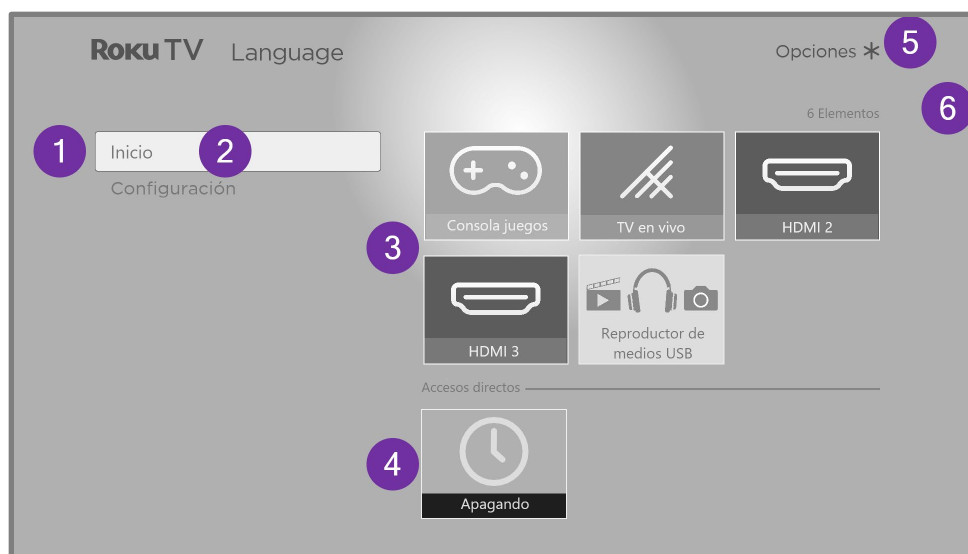 Roku TV Language
Opciones * 5
6 Elementos 6
1 Inicio 2
Configuración
Consola juegos
TV en vivo
HDMI 2
3
HDMI 3
Reproductor de
medios USB
Accesos directos
4
Apagando